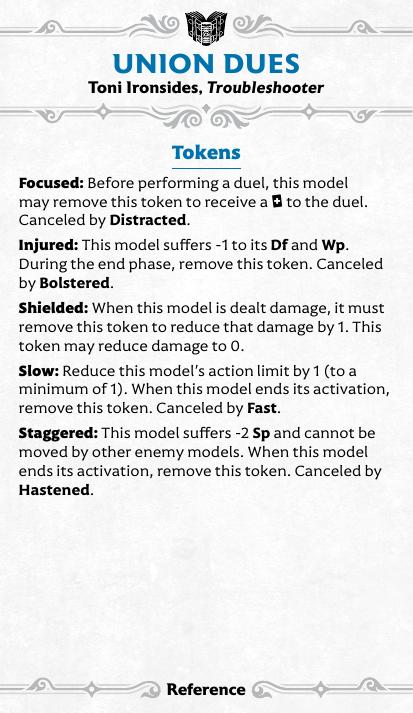 UNION DUES
Toni Ironsides, Troubleshooter
Tokens
Focused: Before performing a duel, this model
may remove this token to receive a to the duel.
Canceled by Distracted.
Injured: This model suffers -1 to its Df and Wp.
During the end phase, remove this token. Canceled
by Bolstered.
Shielded: When this model is dealt damage, it must
remove this token to reduce that damage by 1. This
token may reduce damage to 0.
Slow: Reduce this model's action limit by 1 (to a
minimum of 1). When this model ends its activation,
remove this token. Canceled by Fast.
Staggered: This model suffers -2 Sp and cannot be
moved by other enemy models. When this model
ends its activation, remove this token. Canceled by
Hastened.
Reference